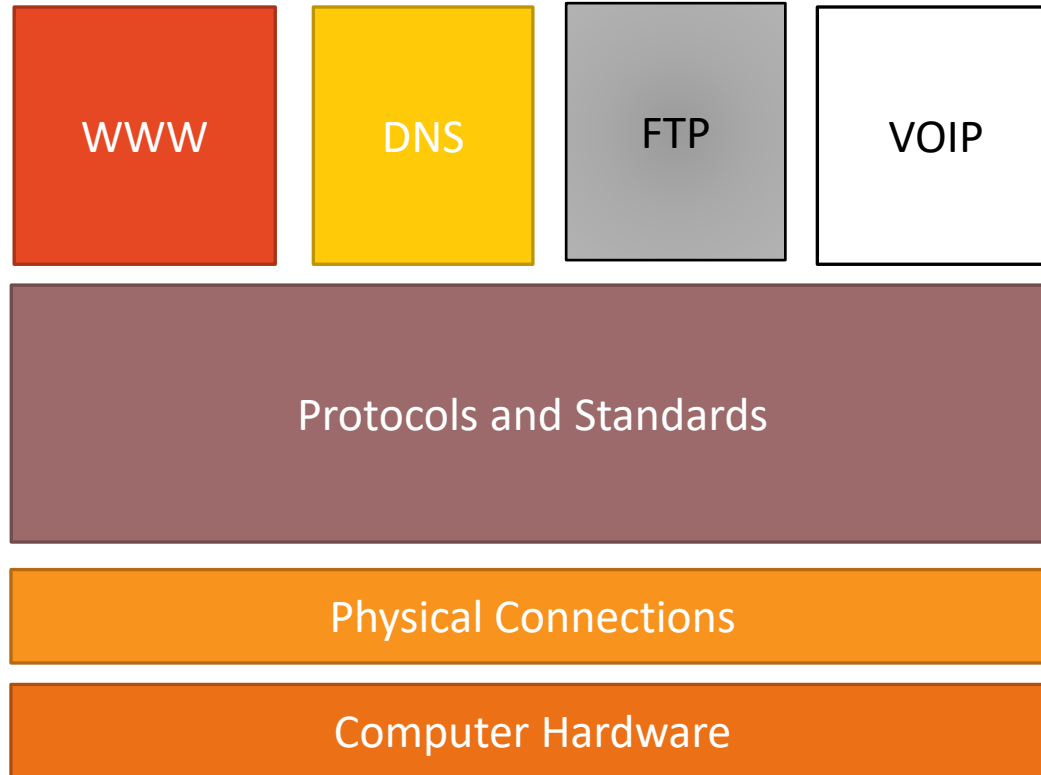 WWW
DNS
FTP
VOIP
Protocols and Standards
Physical Connections
Computer Hardware